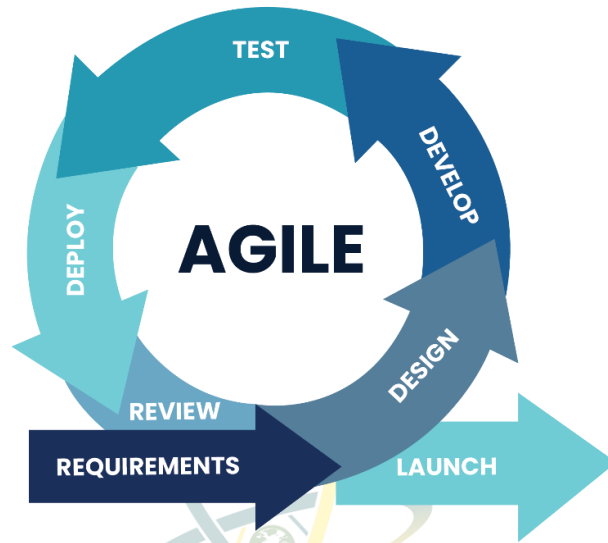 TEST
DEVELOP
AGILE
DEPLOY
DESIGN
REVIEW
REQUIREMENTS
LAUNCH